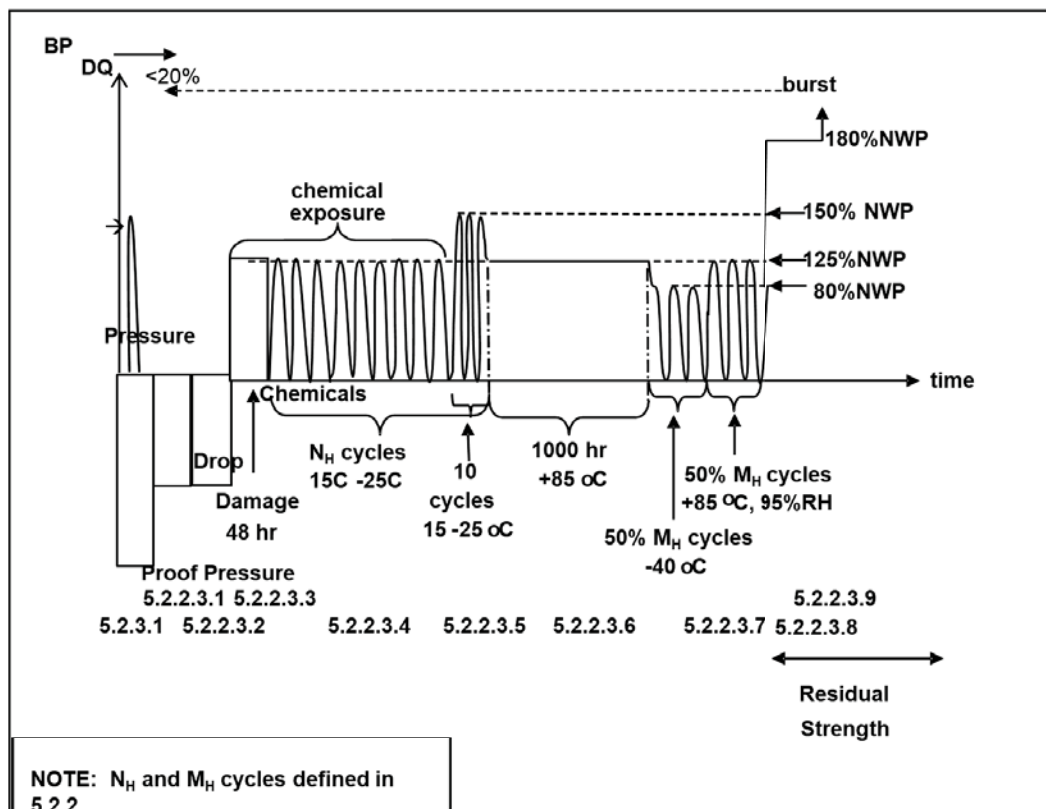 BP
DQ
<20%
burst
180%NWP
chemical
exposure
150% NWP
125%NWP
80%NWP
Pressure
time
Chemicals
Drop
Damage
48 hr
NH cycles
15C -25C
10
cycles
15 -25 oC
1000 hr
+85 oC
50% MH cycles
-40 oC
50% MH cycles
+85 OC, 95%RH
Proof Pressure
5.2.2.3.1 5.2.2.3.3
5.2.2.3.9
5.2.3.1 5.2.2.3.2 5.2.2.3.4 5.2.2.3.5 5.2.2.3.6 5.2.2.3.7 5.2.2.3.8
Residual
Strength
NOTE: NH and MH cycles defined in
5.2.2